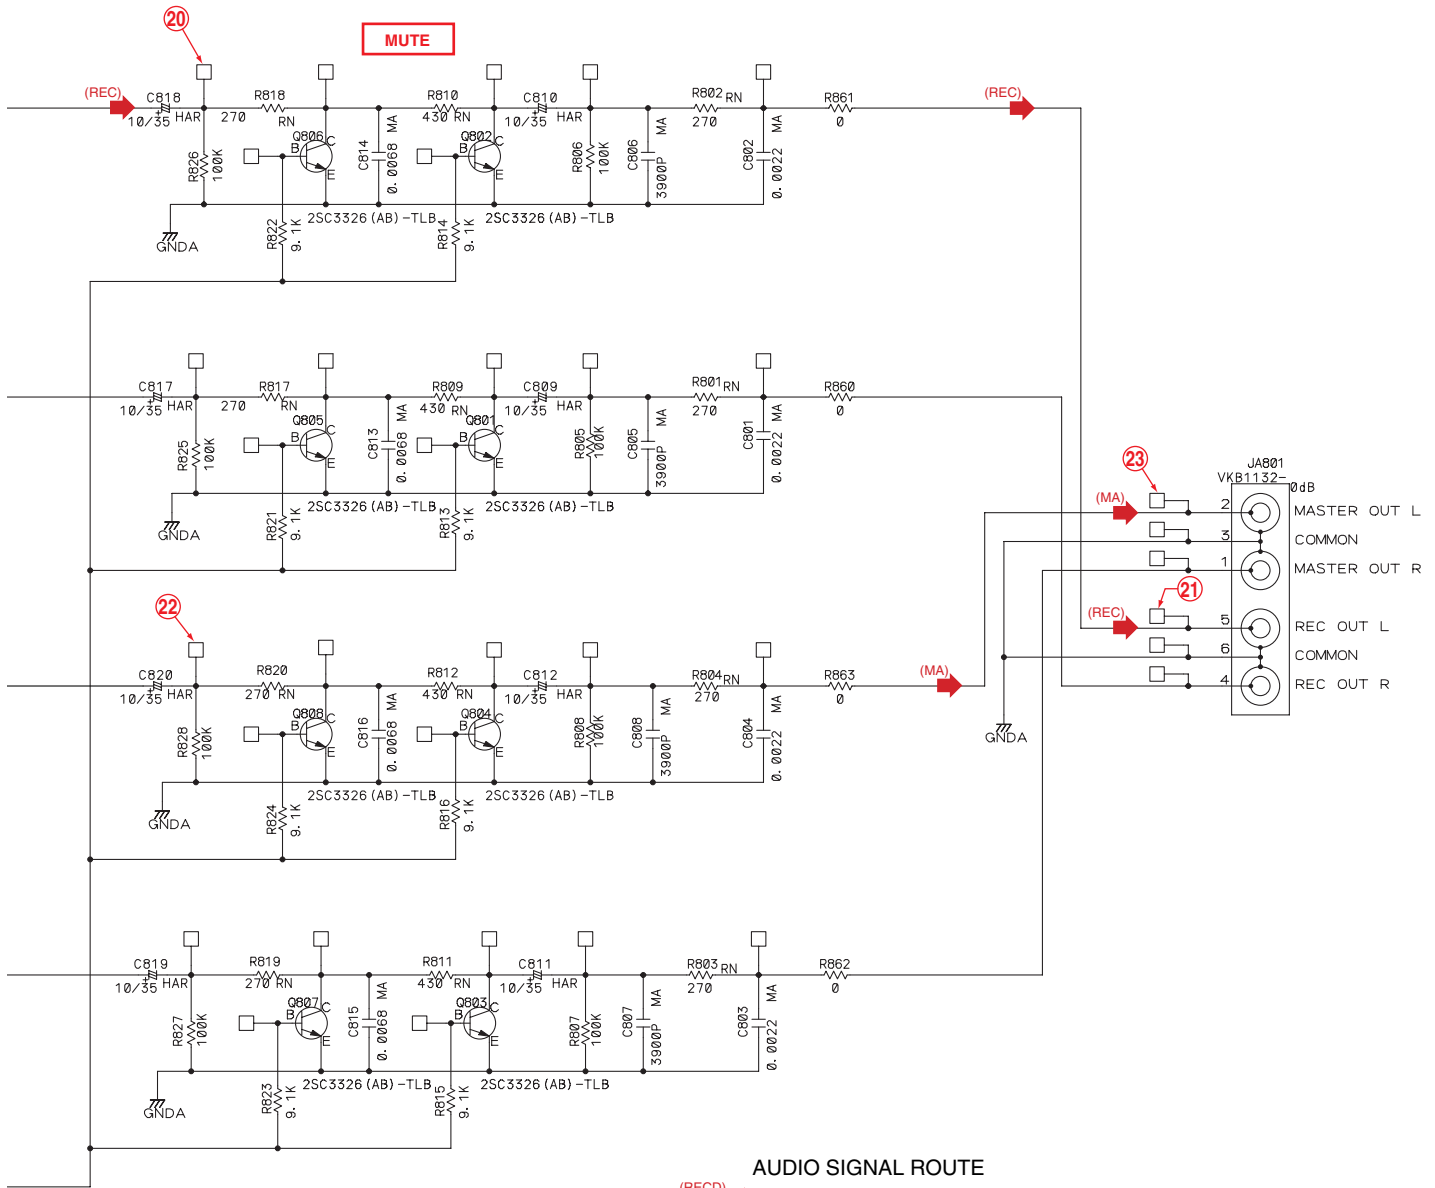 20
MUTE
(REC)
C818
10/35
HAR
R818
270
RN
R810
430 RN
C810
10/35
HAR
R802 RN
270
R861
0
(REC)
R826
100K
Q806
B
C
E
C814
0.0068 MA
Q802
B
C
E
R806
100K
C806
3900P MA
C802
0.0022 MA
2SC3326(AB)-TLB
2SC3326(AB)-TLB
GNDA
R822
9.1K
R814
9.1K
C817
10/35
HAR
R817
270
RN
R809
430 RN
C809
10/35
HAR
R801 RN
270
R860
0
R825
100K
Q805
B
C
E
C813
0.0068 MA
Q801
B
C
E
R805
100K
C805
3900P MA
C801
0.0022 MA
2SC3326(AB)-TLB
2SC3326(AB)-TLB
GNDA
R821
9.1K
R813
9.1K
23
JA801
VKB1132-
0dB
(MA)
2
MASTER OUT L
3
COMMON
1
MASTER OUT R
21
(REC)
5
REC OUT L
6
COMMON
4
REC OUT R
GNDA
22
C820
10/35
HAR
R820
270 RN
R812
430 RN
C812
10/35
HAR
R804 RN
270
R863
0
(MA)
R828
100K
Q808
B
C
E
C816
0.0068 MA
Q804
B
C
E
R808
100K
C808
3900P MA
C804
0.0022 MA
2SC3326(AB)-TLB
2SC3326(AB)-TLB
GNDA
R824
9.1K
R816
9.1K
C819
10/35
HAR
R819
270 RN
R811
430 RN
C811
10/35
HAR
R803 RN
270
R862
0
R827
100K
Q807
B
C
E
C815
0.0068 MA
Q803
B
C
E
R807
100K
C807
3900P MA
C803
0.0022 MA
2SC3326(AB)-TLB
2SC3326(AB)-TLB
GNDA
R823
9.1K
R815
9.1K
AUDIO SIGNAL ROUTE
(RECD)